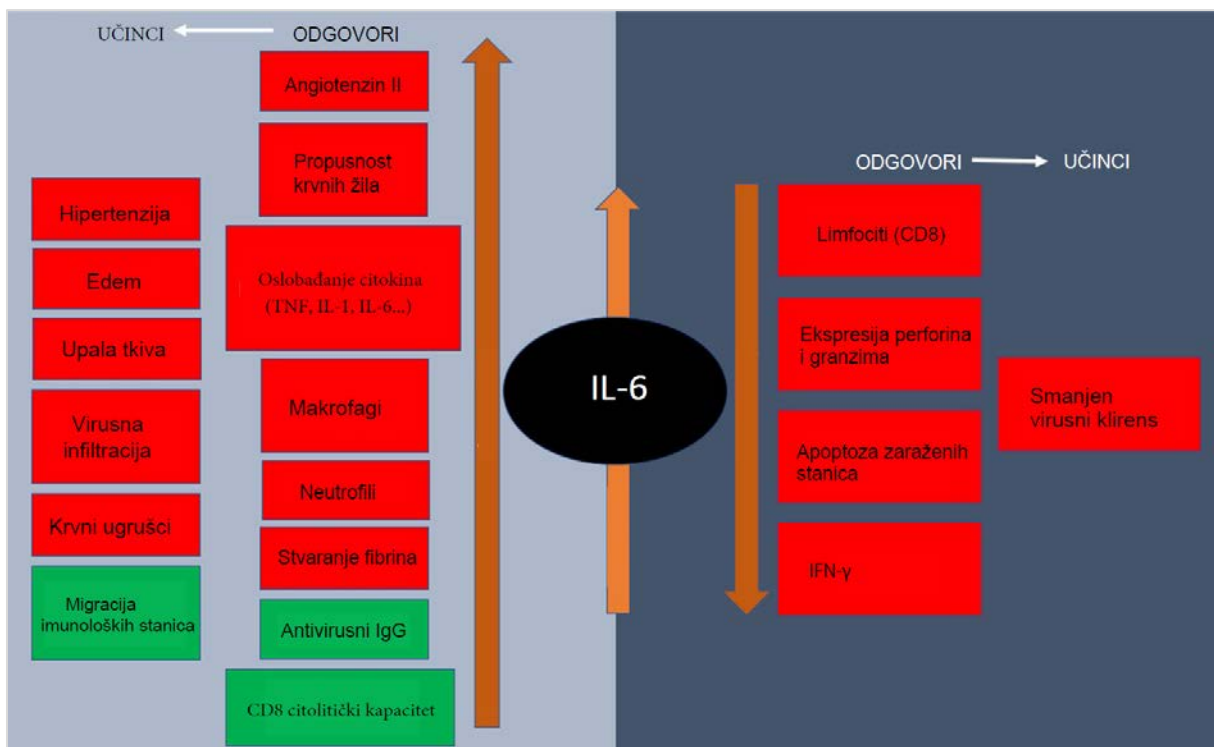 UČINCI
ODGOVORI
Angiotenzin II
Propusnost
krvnih žila
Oslobađanje citokina
(TNF, IL-1, IL-6...)
Makrofagi
Neutrofili
Stvaranje fibrina
Antivirusni IgG
CD8 citolitički kapacitet
Hipertenzija
Edem
Upala tkiva
Virusna
infiltracija
Krvni ugrušci
Migracija
imunoloških stanica
IL-6
ODGOVORI
UČINCI
Limfociti (CD8)
Ekspresija perforina
i granzima
Apoptoza zaraženih
stanica
IFN-γ
Smanjen
virusni klirens